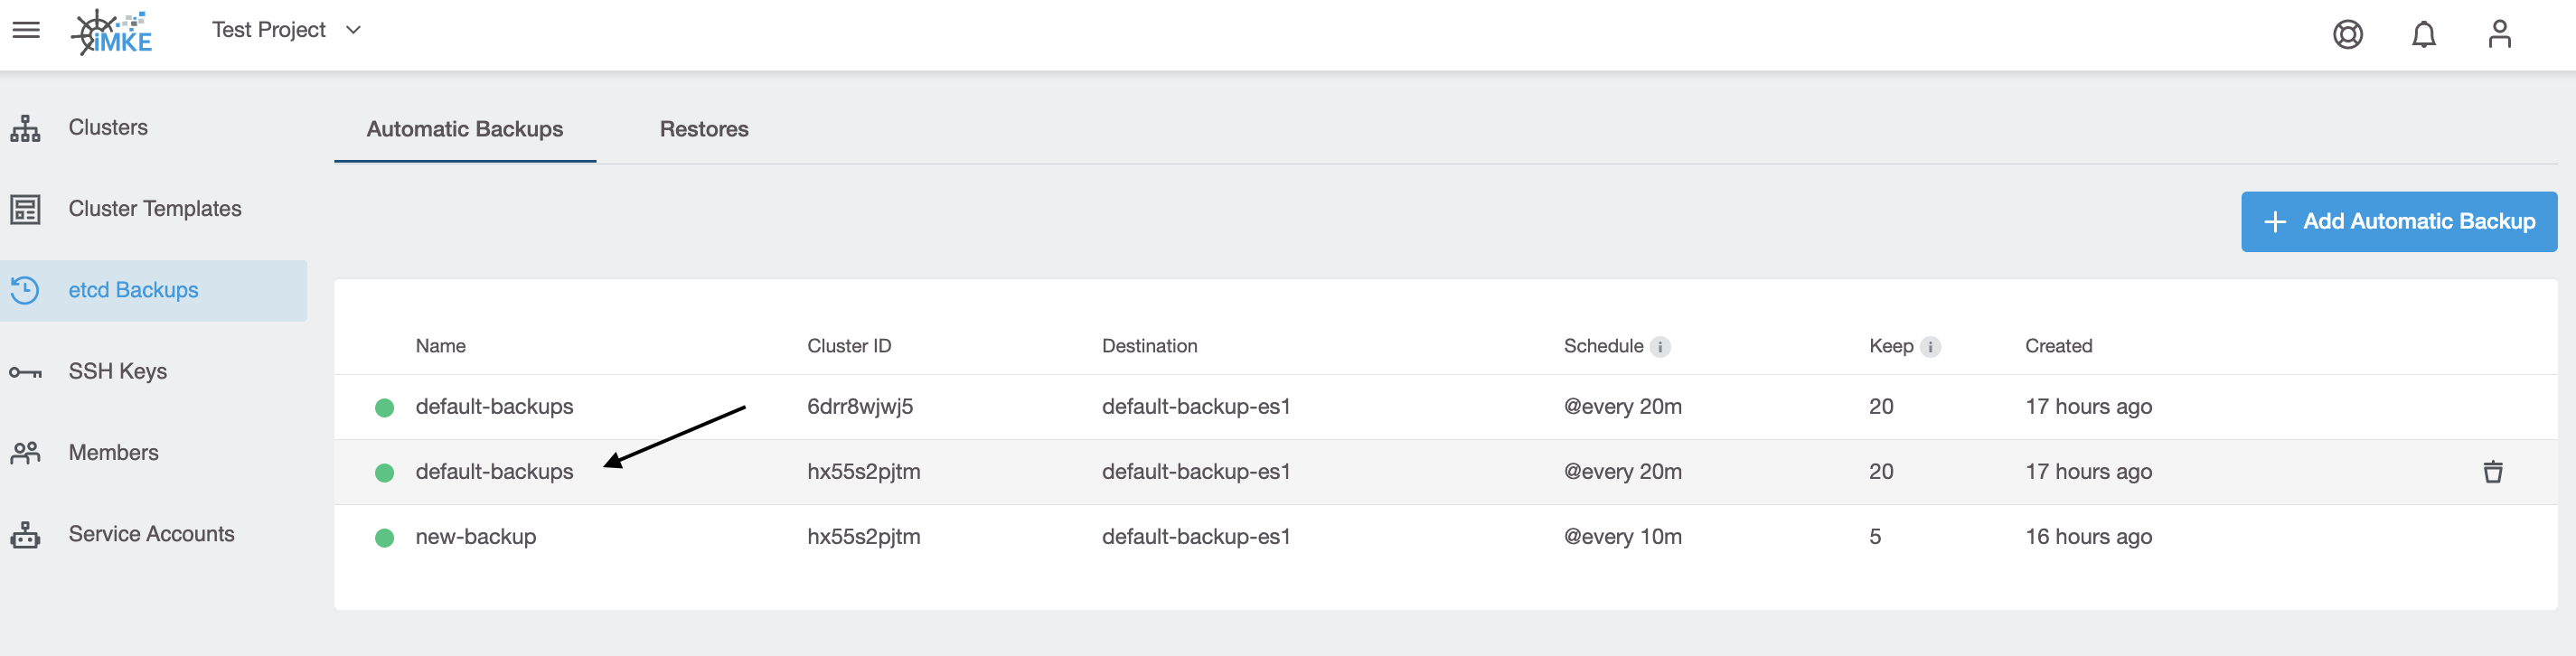 iMKE
Test Project
Clusters
Cluster Templates
etcd Backups
SSH Keys
Members
Service Accounts
Automatic Backups Restores
Add Automatic Backup
Name Cluster ID Destination Schedule i Keep i Created
default-backups 6drr8wjwj5 default-backup-es1 @every 20m 20 17 hours ago
default-backups hx55s2pjtm default-backup-es1 @every 20m 20 17 hours ago
new-backup hx55s2pjtm default-backup-es1 @every 10m 5 16 hours ago